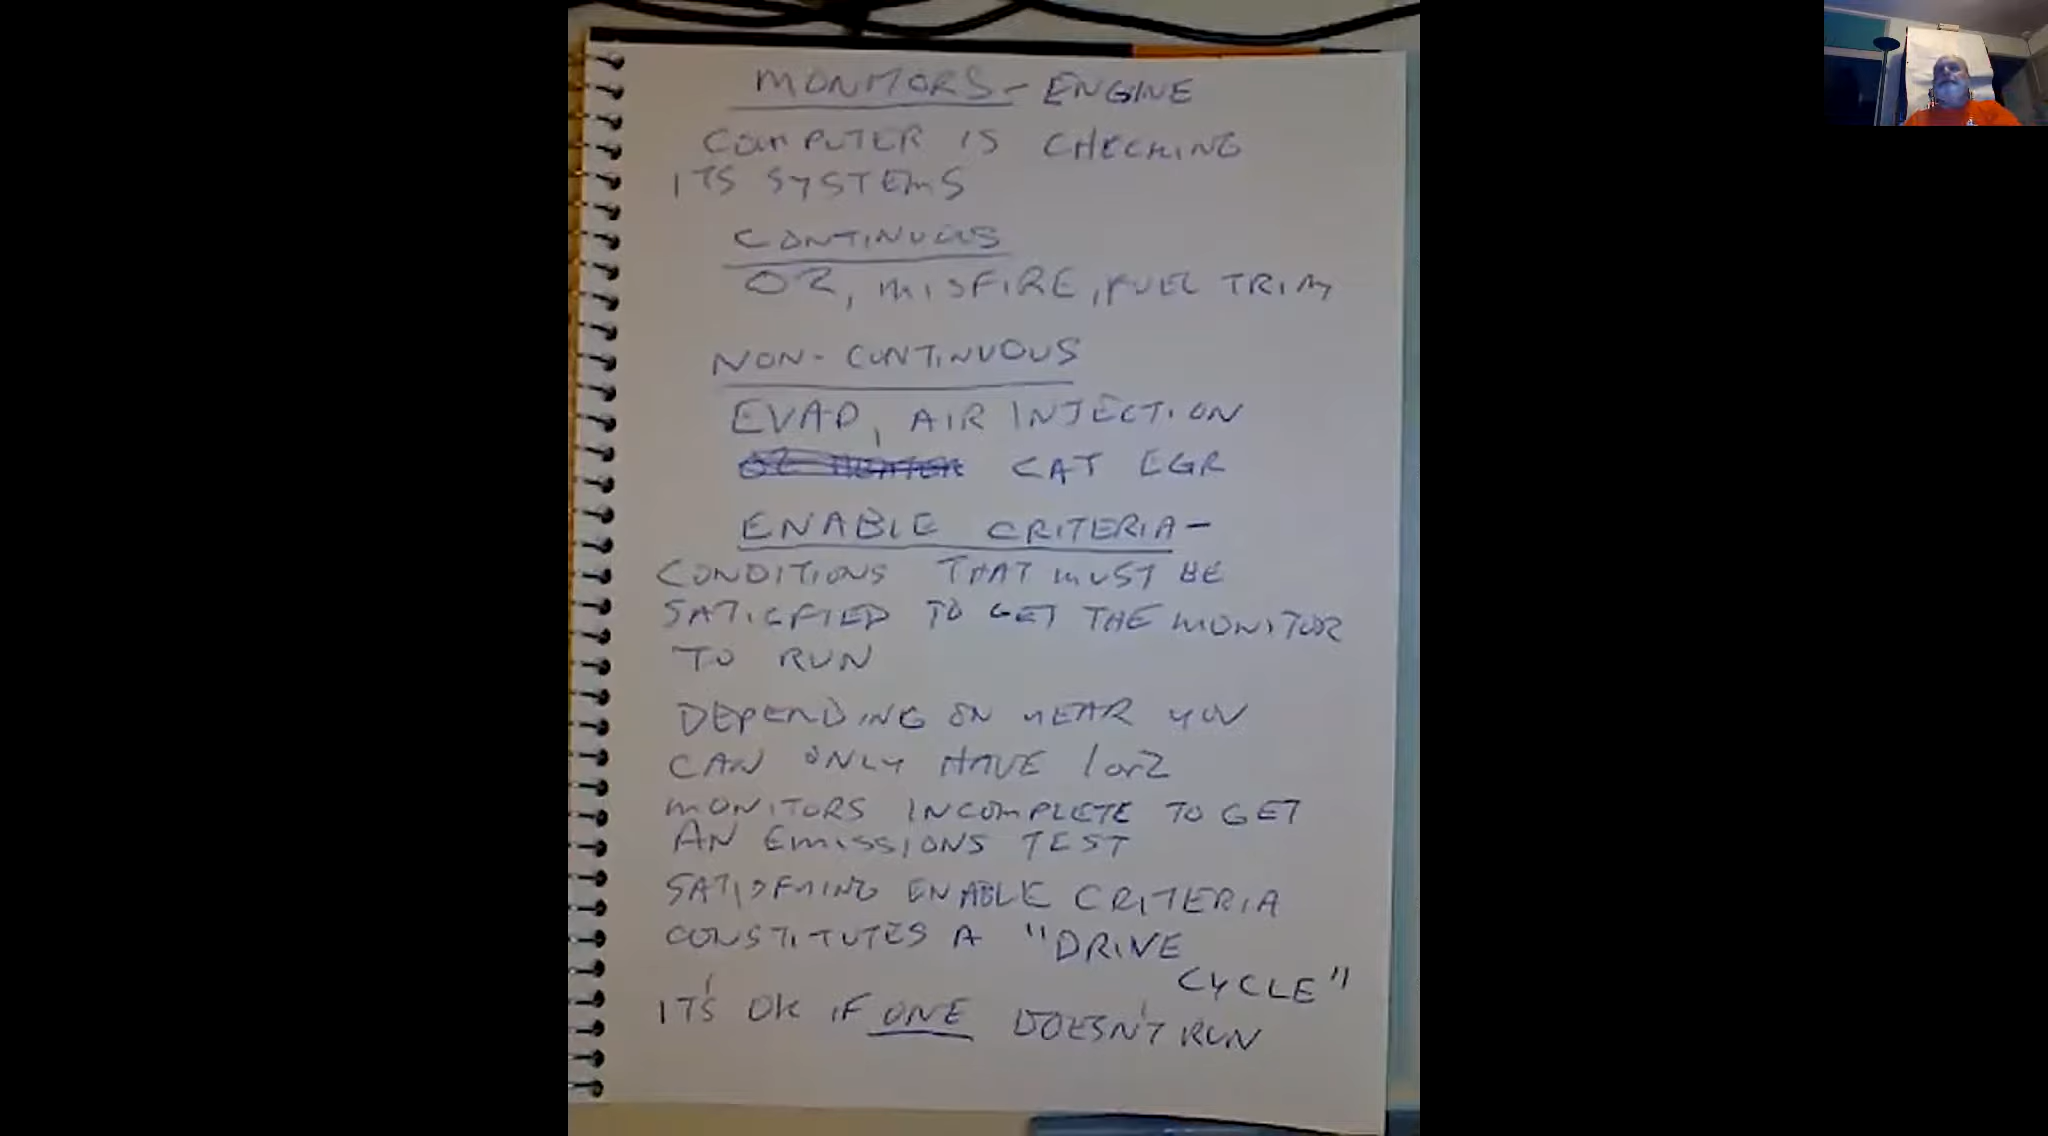 MONITORS - ENGINE
COMPUTER IS CHECKING
ITS SYSTEMS
CONTINUOUS
O2, MISFIRE, FUEL TRIM
NON-CONTINUOUS
EVAP, AIR INJECTION
CAT EGR
ENABLE CRITERIA -
CONDITIONS THAT MUST BE
SATISFIED TO GET THE MONITOR
TO RUN
DEPENDING ON YEAR YOU
CAN ONLY HAVE 1 or 2
MONITORS INCOMPLETE TO GET
AN EMISSIONS TEST
SATISFYING ENABLE CRITERIA
CONSTITUTES A "DRIVE
CYCLE"
IT'S OK IF ONE DOESN'T RUN